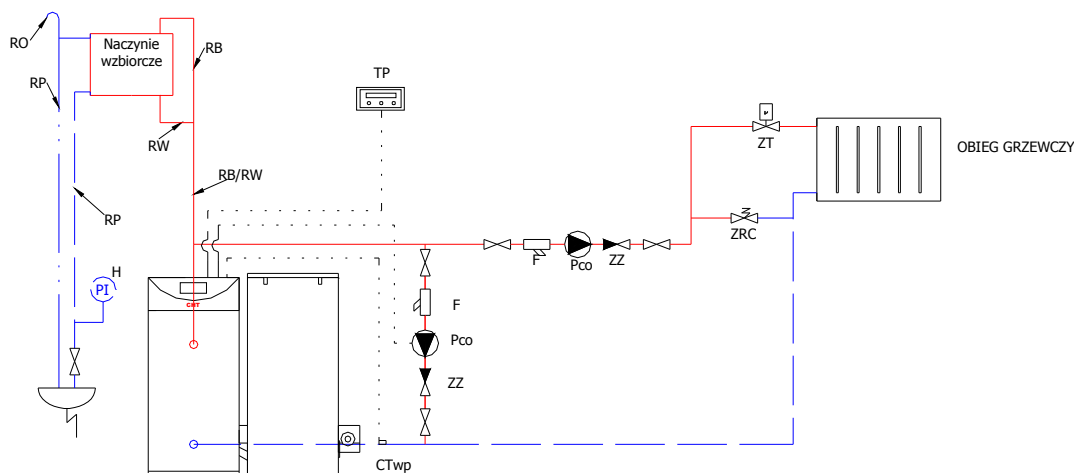 RO
Naczynie
wzbiorcze
RB
RP
TP
RW
ZT
OBIEG GRZEWCZY
RB/RW
RP
ZRC
F
Pco
ZZ
H
PI
F
Pco
ZZ
CTwp